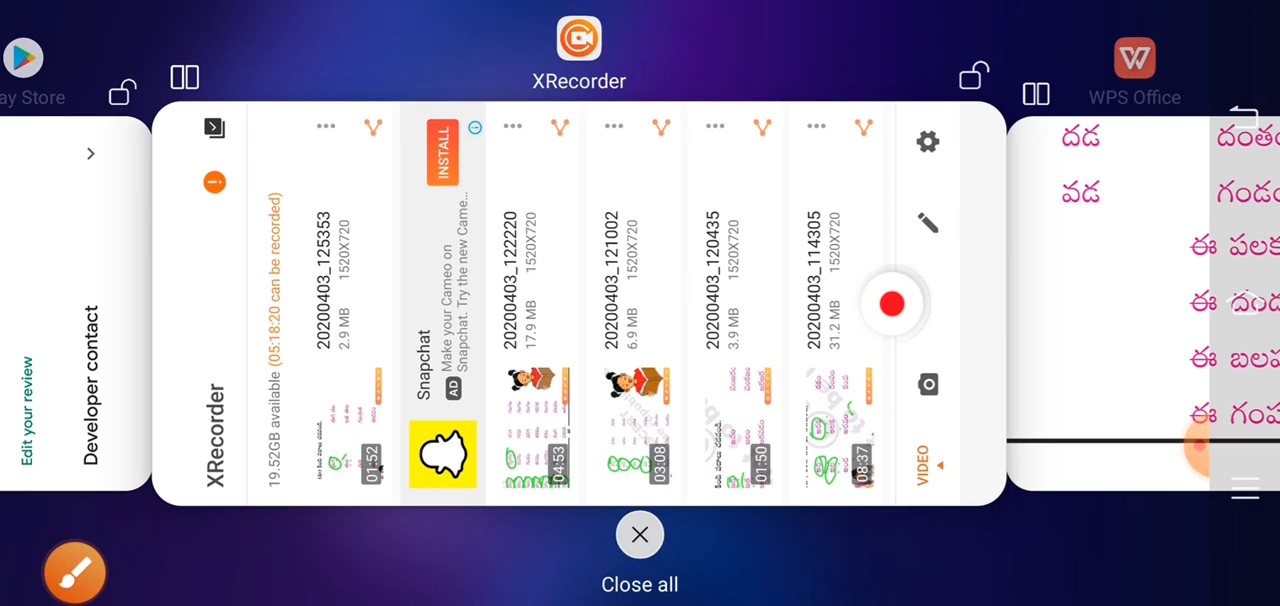 ay Store
Edit your review
Developer contact
XRecorder
XRecorder
19.52GB available (05:18:20 can be recorded)
20200403_125353
2.9 MB 1520X720
01:52
Snapchat
AD Make your Cameo on
Snapchat. Try the new Came...
INSTALL
20200403_122220
17.9 MB 1520X720
04:53
20200403_121002
6.9 MB 1520X720
03:08
20200403_120435
3.9 MB 1520X720
01:50
20200403_114305
31.2 MB 1520X720
08:37
VIDEO
WPS Office
దడ దంతం
వడ గండం
ఈ పలక
ఈ దండ
ఈ బలప
ఈ గంప
Close all